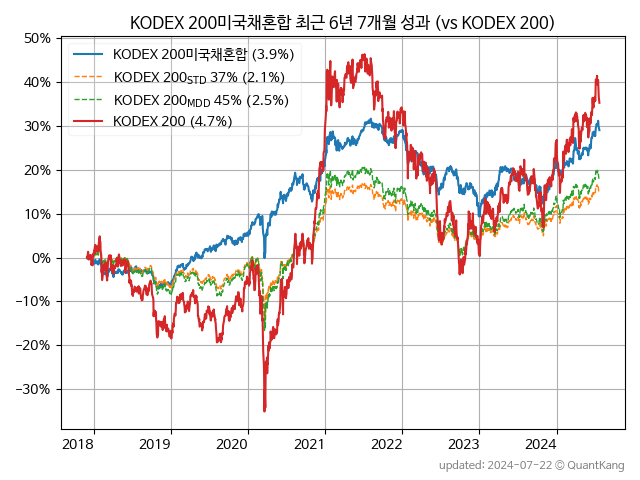 KODEX 200미국채혼합 최근 6년 7개월 성과 (vs KODEX 200)
50%
40%
30%
20%
10%
0%
−10%
−20%
−30%
KODEX 200미국채혼합 (3.9%)
KODEX 200STD 37% (2.1%)
KODEX 200MDD 45% (2.5%)
KODEX 200 (4.7%)
2018 2019 2020 2021 2022 2023 2024
updated: 2024-07-22 © QuantKang